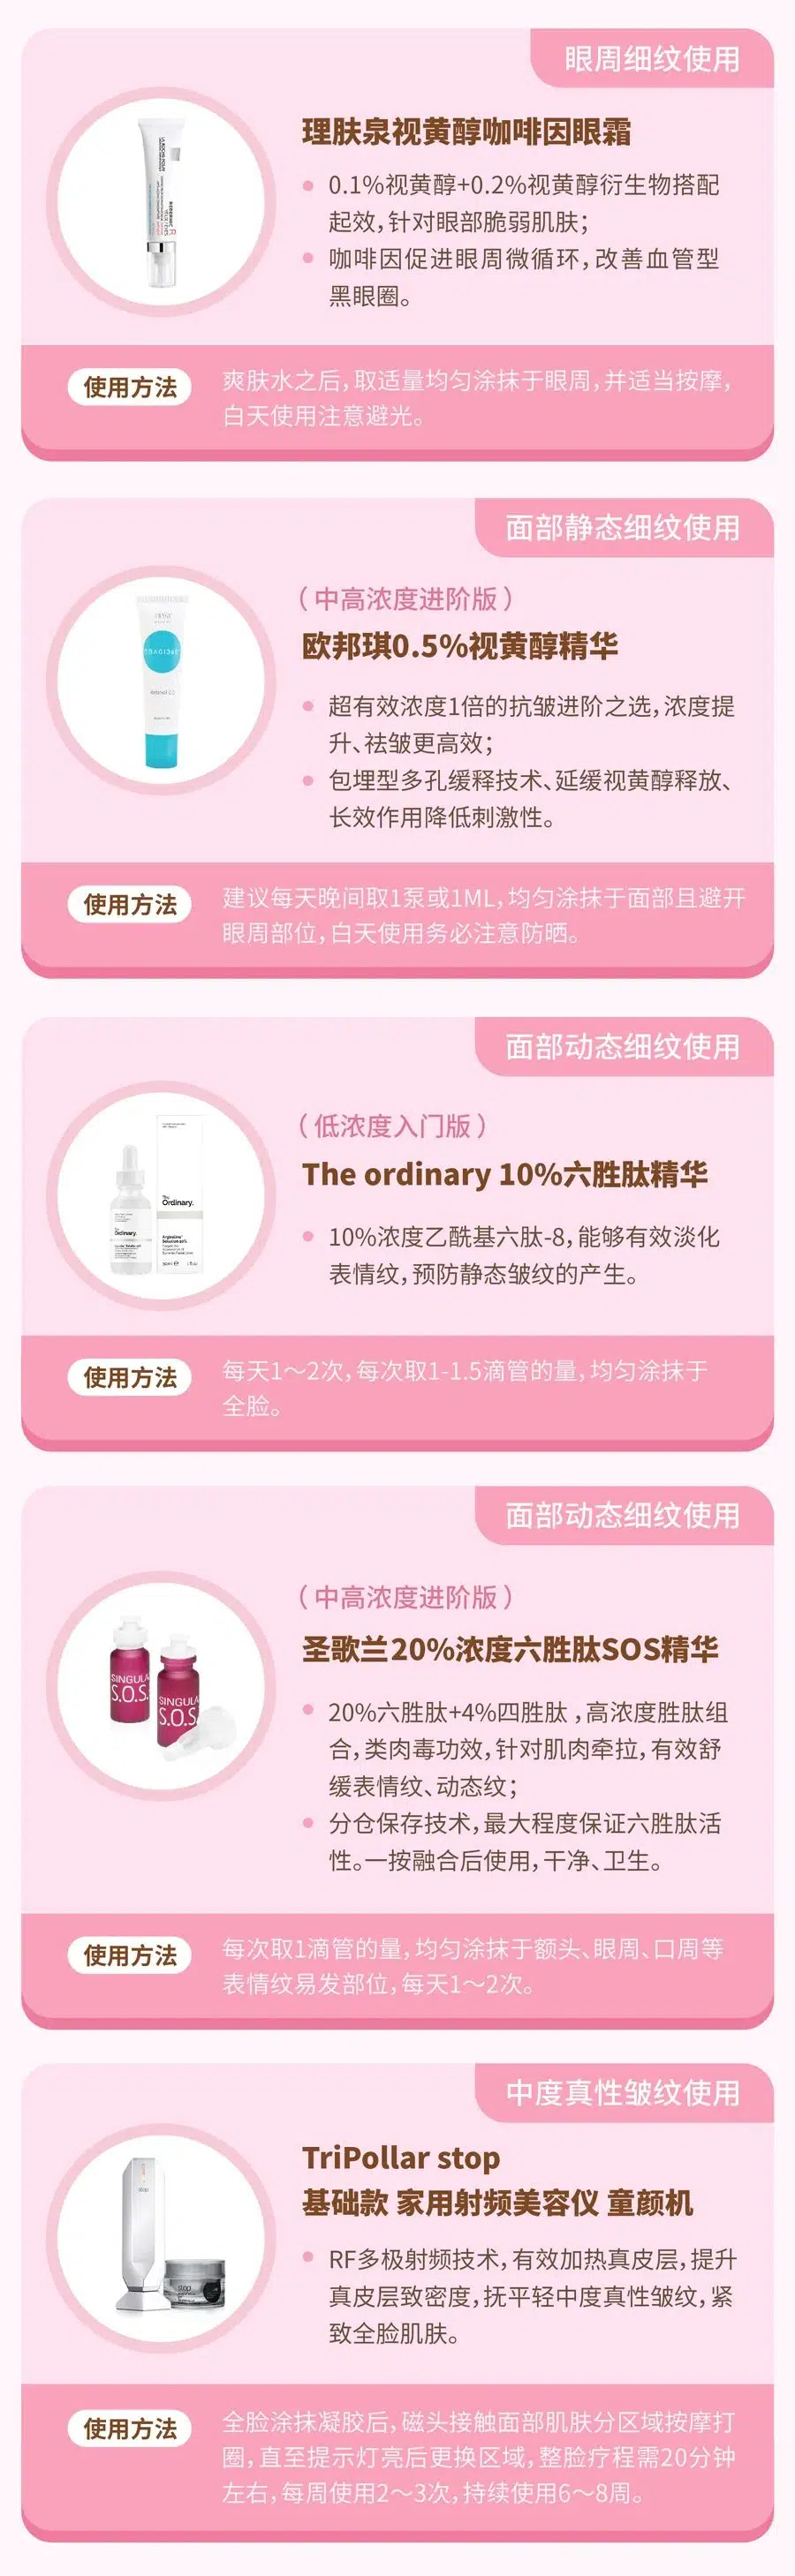 眼周细纹使用
理肤泉视黄醇咖啡因眼霜
0.1%视黄醇+0.2%视黄醇衍生物搭配
起效,针对眼部脆弱肌肤;
咖啡因促进眼周微循环,改善血管型
黑眼圈。
使用方法
爽肤水之后,取适量均匀涂抹于眼周,并适当按摩,
白天使用注意避光。
面部静态细纹使用
(中高浓度进阶版)
欧邦琪0.5%视黄醇精华
超有效浓度1倍的抗皱进阶之选,浓度提
升、祛皱更高效;
包埋型多孔缓释技术、延缓视黄醇释放、
长效作用降低刺激性。
使用方法
建议每天晚间取1泵或1ML,均匀涂抹于面部且避开
眼周部位,白天使用务必注意防晒。
面部动态细纹使用
(低浓度入门版)
The ordinary 10%六胜肽精华
The
Ordinary.
The
Ordinary.
10%浓度乙酰基六肽-8,能够有效淡化
表情纹,预防静态皱纹的产生。
使用方法
每天1～2次,每次取1-1.5滴管的量,均匀涂抹于
全脸。
面部动态细纹使用
(中高浓度进阶版)
圣歌兰20%浓度六胜肽SOS精华
SINGULA
S.O.S.
SINGULA
S.O.S.
20%六胜肽+4%四胜肽,高浓度胜肽组
合,类肉毒功效,针对肌肉牵拉,有效舒
缓表情纹、动态纹;
分仓保存技术,最大程度保证六胜肽活
性。一按融合后使用,干净、卫生。
使用方法
每次取1滴管的量,均匀涂抹于额头、眼周、口周等
表情纹易发部位,每天1～2次。
中度真性皱纹使用
TriPollar stop
基础款 家用射频美容仪 童颜机
stop
stop
RF多极射频技术,有效加热真皮层,提升
真皮层致密度,抚平轻中度真性皱纹,紧
致全脸肌肤。
使用方法
全脸涂抹凝胶后,磁头接触面部肌肤分区域按摩打
圈,直至提示灯亮后更换区域,整脸疗程需20分钟
左右,每周使用2～3次,持续使用6～8周。